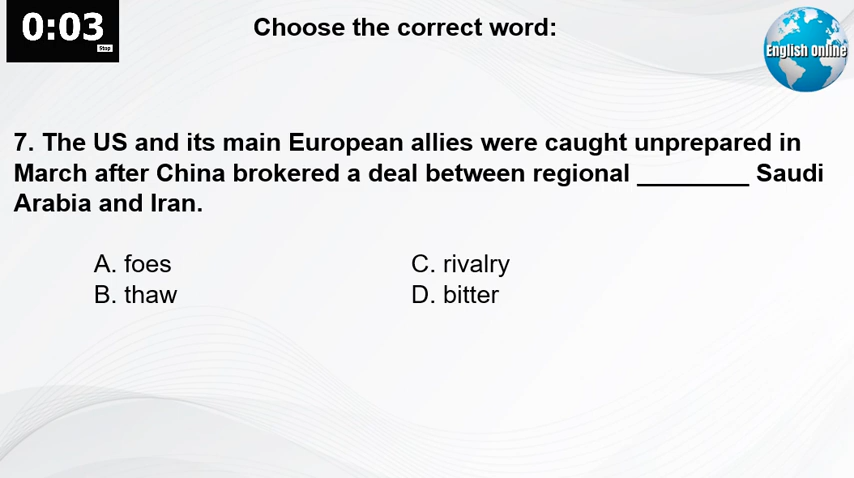 0:03
Stop
Choose the correct word:
English Online
7. The US and its main European allies were caught unprepared in
March after China brokered a deal between regional ________ Saudi
Arabia and Iran.
A. foes
C. rivalry
B. thaw
D. bitter